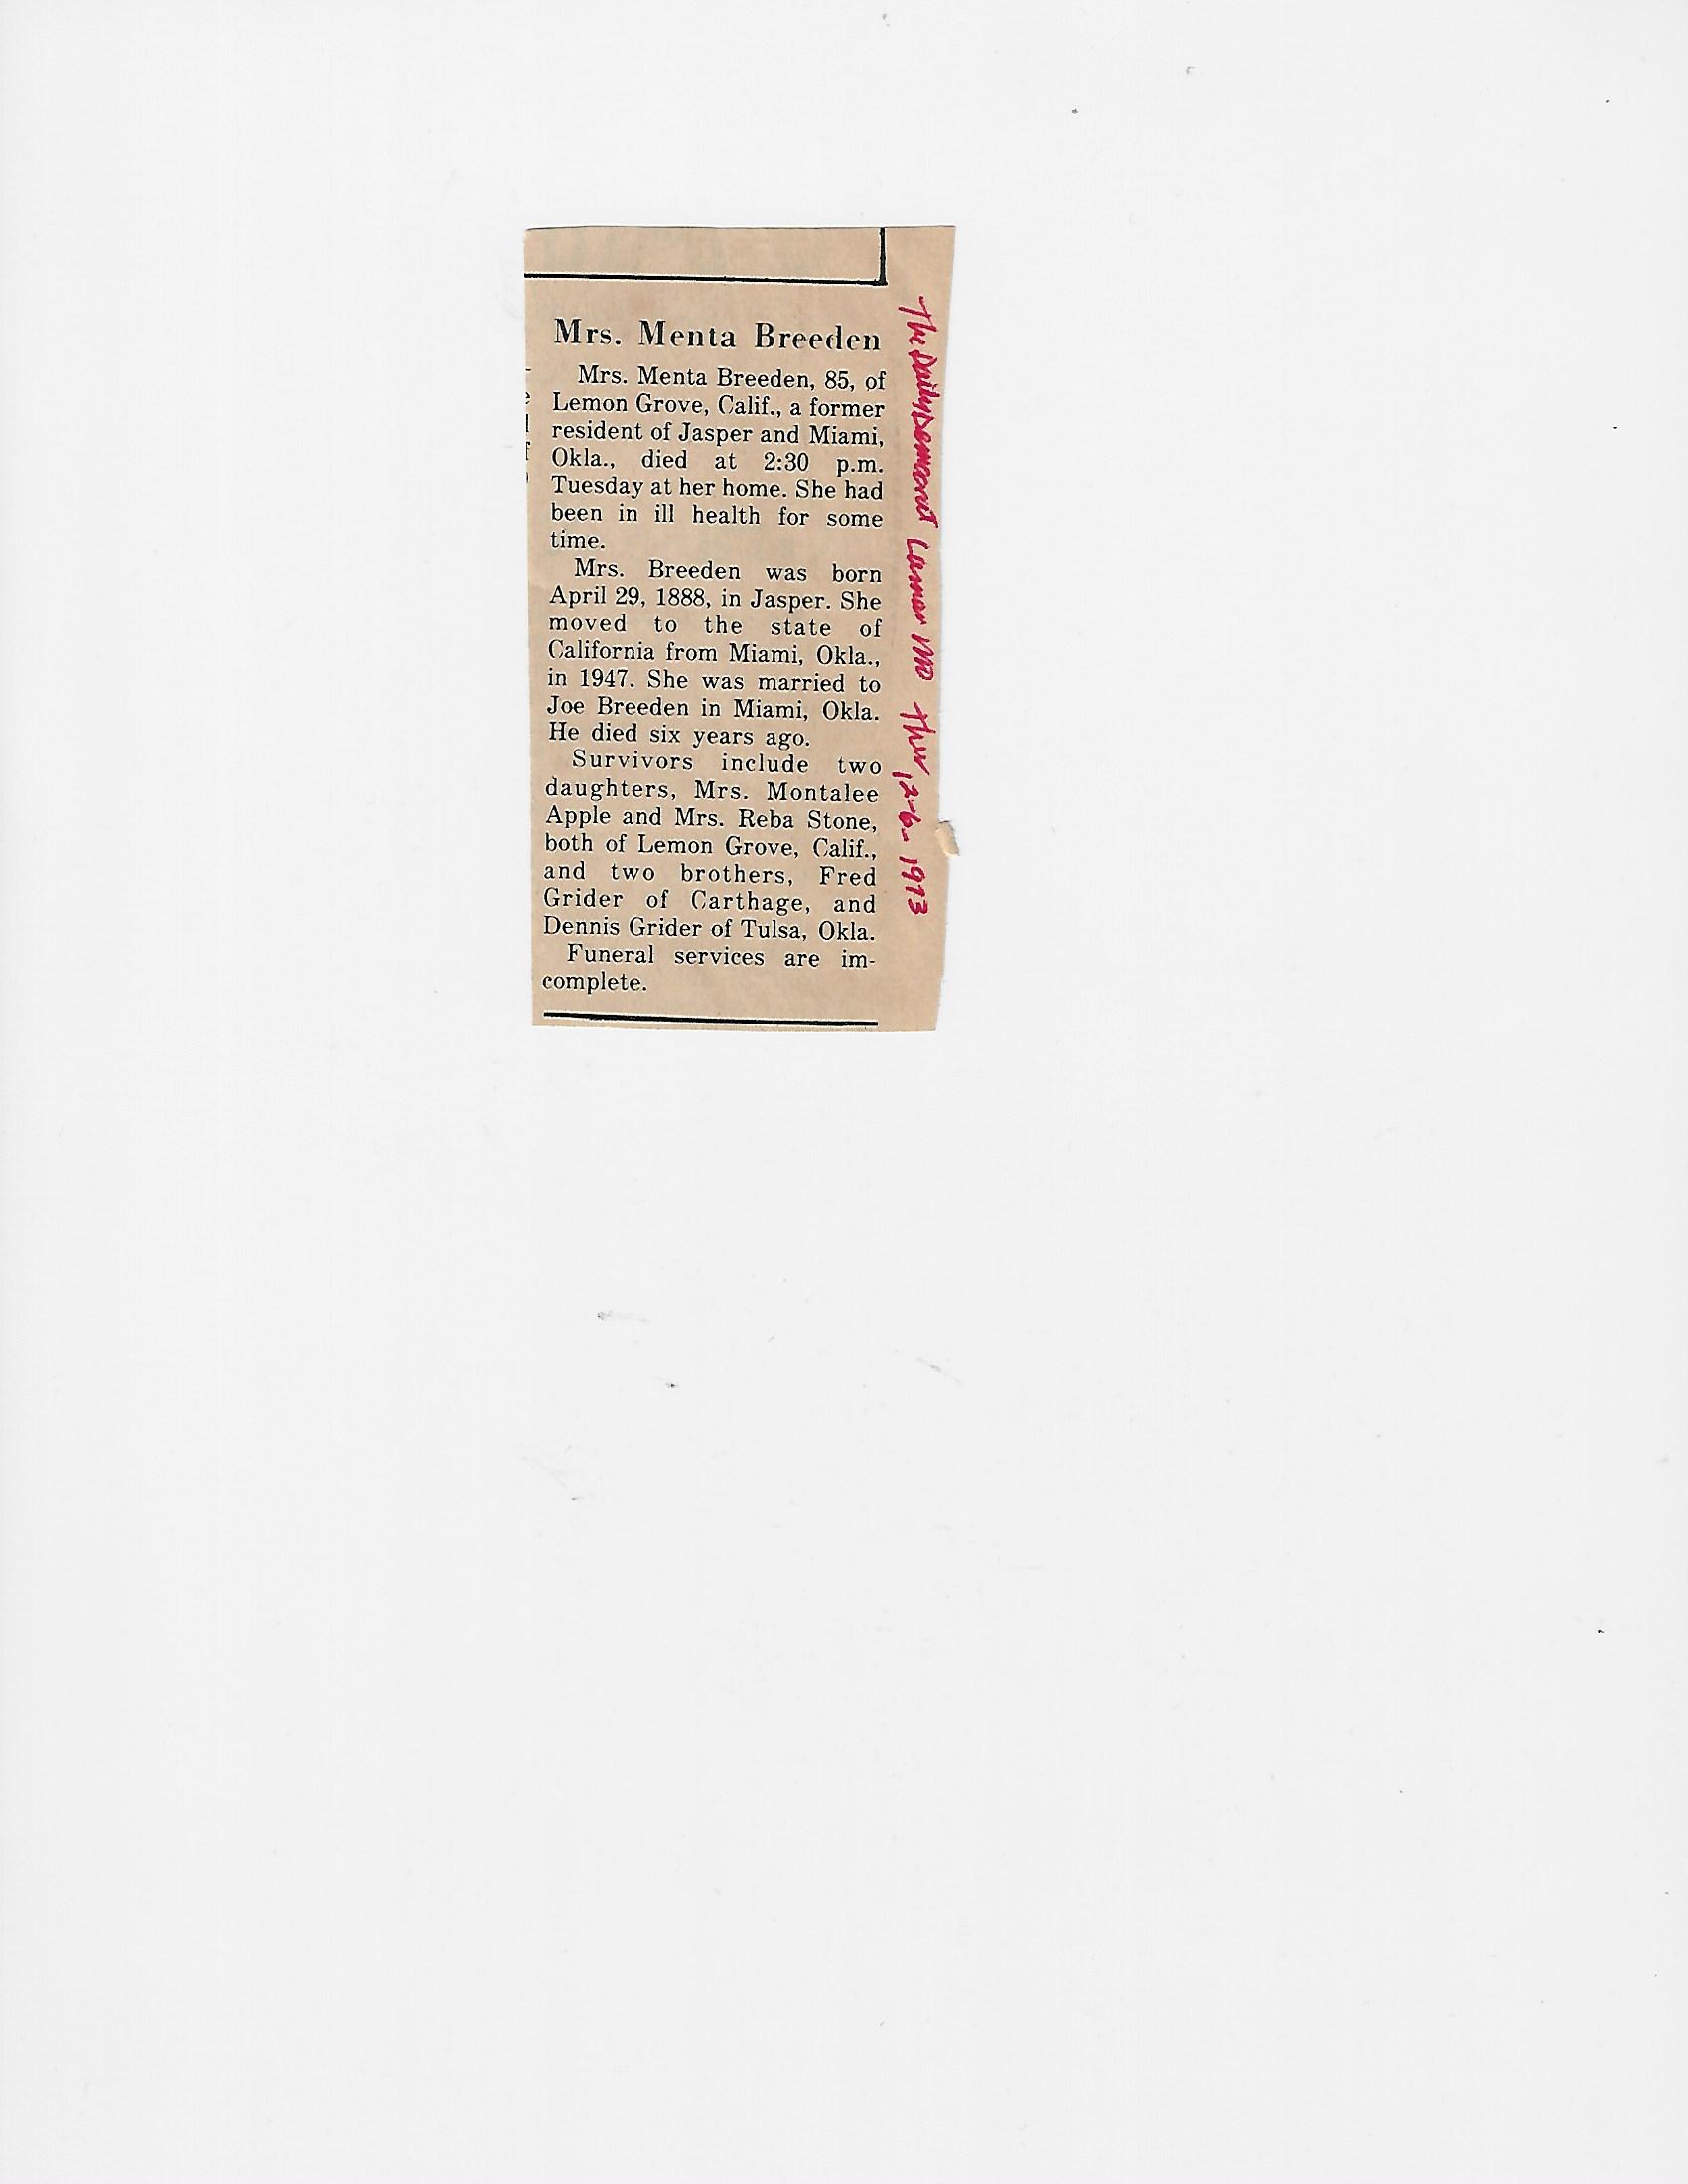 Mrs. Menta Breeden
Mrs. Menta Breeden, 85, of
Lemon Grove, Calif., a former
resident of Jasper and Miami,
Okla., died at 2:30 p.m.
Tuesday at her home. She had
been in ill health for some
time.
Mrs. Breeden was born
April 29, 1888, in Jasper. She
moved to the state of
California from Miami, Okla.,
in 1947. She was married to
Joe Breeden in Miami, Okla.
He died six years ago.
Survivors include two
daughters, Mrs. Montalee
Apple and Mrs. Reba Stone,
both of Lemon Grove, Calif.,
and two brothers, Fred
Grider of Carthage, and
Dennis Grider of Tulsa, Okla.
Funeral services are im-
complete.
The Daily Democrat Lamar MO Thur 12-6-1973